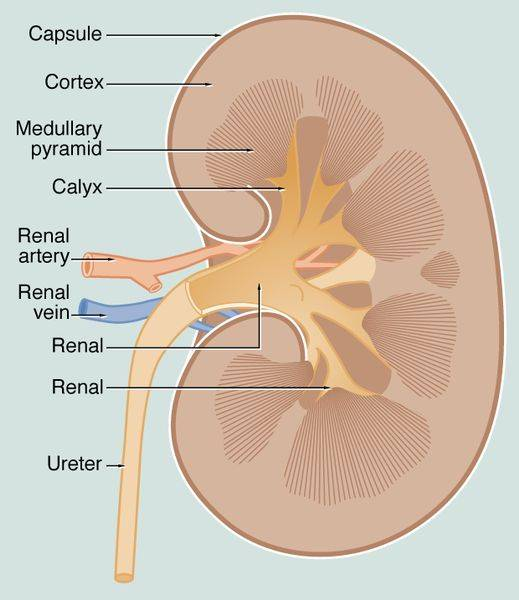 Capsule
Cortex
Medullary
pyramid
Calyx
Renal
artery
Renal
vein
Renal
Renal
Ureter